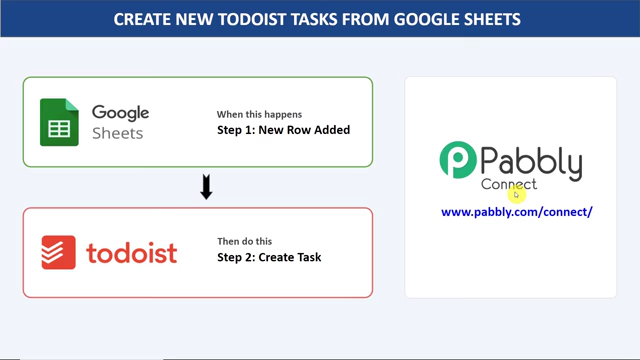 CREATE NEW TODOIST TASKS FROM GOOGLE SHEETS
Google
Sheets
When this happens
Step 1: New Row Added
todoist
Then do this
Step 2: Create Task
Pabbly
Connect
www.pabbly.com/connect/